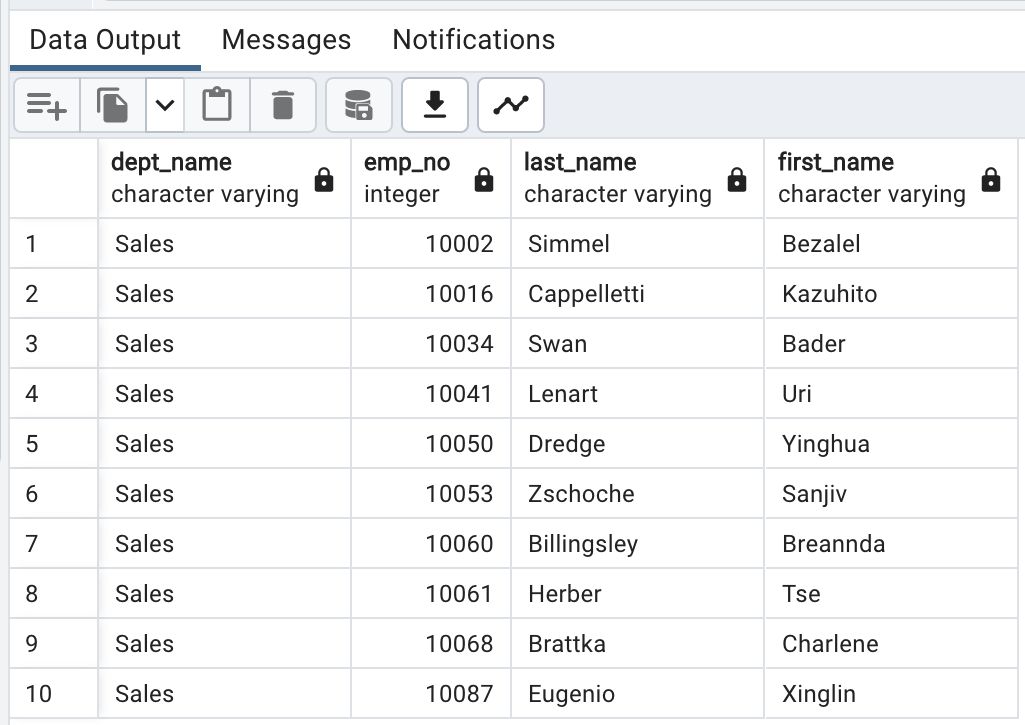 Data Output Messages Notifications
dept_name emp_no last_name first_name
character varying integer character varying character varying
1 Sales 10002 Simmel Bezalel
2 Sales 10016 Cappelletti Kazuhito
3 Sales 10034 Swan Bader
4 Sales 10041 Lenart Uri
5 Sales 10050 Dredge Yinghua
6 Sales 10053 Zschoche Sanjiv
7 Sales 10060 Billingsley Breannda
8 Sales 10061 Herber Tse
9 Sales 10068 Brattka Charlene
10 Sales 10087 Eugenio Xinglin